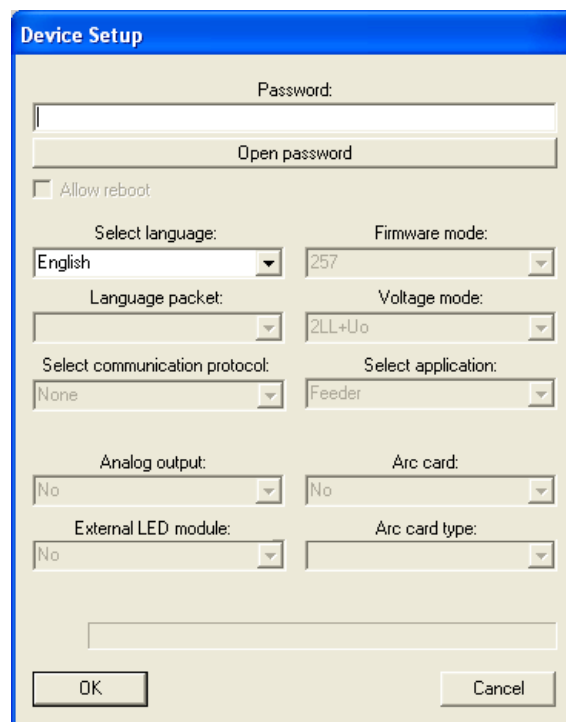 Device Setup
Password:
Open password
Allow reboot
Select language: Firmware mode:
English 257
Language packet: Voltage mode:
2LL+Uo
Select communication protocol: Select application:
None Feeder
Analog output: Arc card:
No No
External LED module: Arc card type:
No
OK Cancel